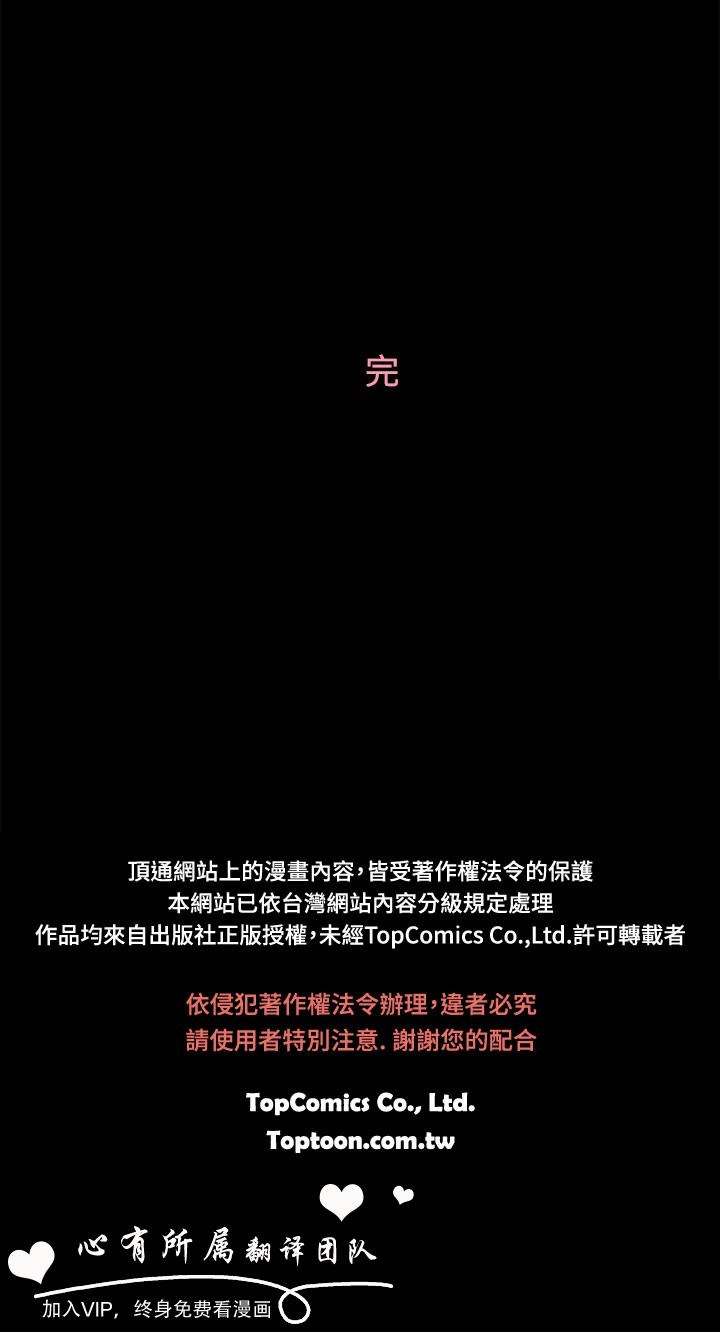 完
頂通網站上的漫畫內容，皆受著作權法令的保護
本網站已依台灣網站內容分級規定處理
作品均來自出版社正版授權，未經TopComics Co.,Ltd.許可轉載者
依侵犯著作權法令辦理，違者必究
請使用者特別注意. 謝謝您的配合
TopComics Co., Ltd.
Toptoon.com.tw
心有所属翻译团队
加入VIP，终身免费看漫画